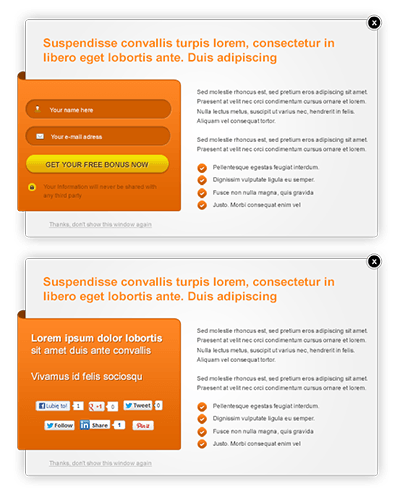 x
Suspendisse convallis turpis lorem, consectetur in
libero eget lobortis ante. Duis adipiscing
Sed molestie rhoncus est, sed pretium eros adipiscing sit amet.
Praesent at velit nec orci condimentum cursus ornare et lorem.
Nulla lectus metus, suscipit ut varius nec, hendrerit in felis.
Aliquam vel consequat tortor.
Your name here
Your e-mail adress
GET YOUR FREE BONUS NOW
Your information will never be shared with
any third party
Sed molestie rhoncus est, sed pretium eros adipiscing sit amet.
Praesent at velit nec orci condimentum cursus ornare et lorem.
Pellentesque egestas feugiat interdum.
Dignissim vulputate ligula eu semper.
Fusce non nulla magna, quis gravida
Justo. Morbi consequat enim vel
Thanks, don't show this window again
x
Suspendisse convallis turpis lorem, consectetur in
libero eget lobortis ante. Duis adipiscing
Lorem ipsum dolor lobortis
sit amet duis ante convallis
Vivamus id felis sociosqu
Lubię to! 1 +1 0 Tweet 0
Follow Share 1 Pin it
Sed molestie rhoncus est, sed pretium eros adipiscing sit amet.
Praesent at velit nec orci condimentum cursus ornare et lorem.
Nulla lectus metus, suscipit ut varius nec, hendrerit in felis.
Aliquam vel consequat tortor.
Sed molestie rhoncus est, sed pretium eros adipiscing sit amet.
Praesent at velit nec orci condimentum cursus ornare et lorem.
Pellentesque egestas feugiat interdum.
Dignissim vulputate ligula eu semper.
Fusce non nulla magna, quis gravida
Justo. Morbi consequat enim vel
Thanks, don't show this window again